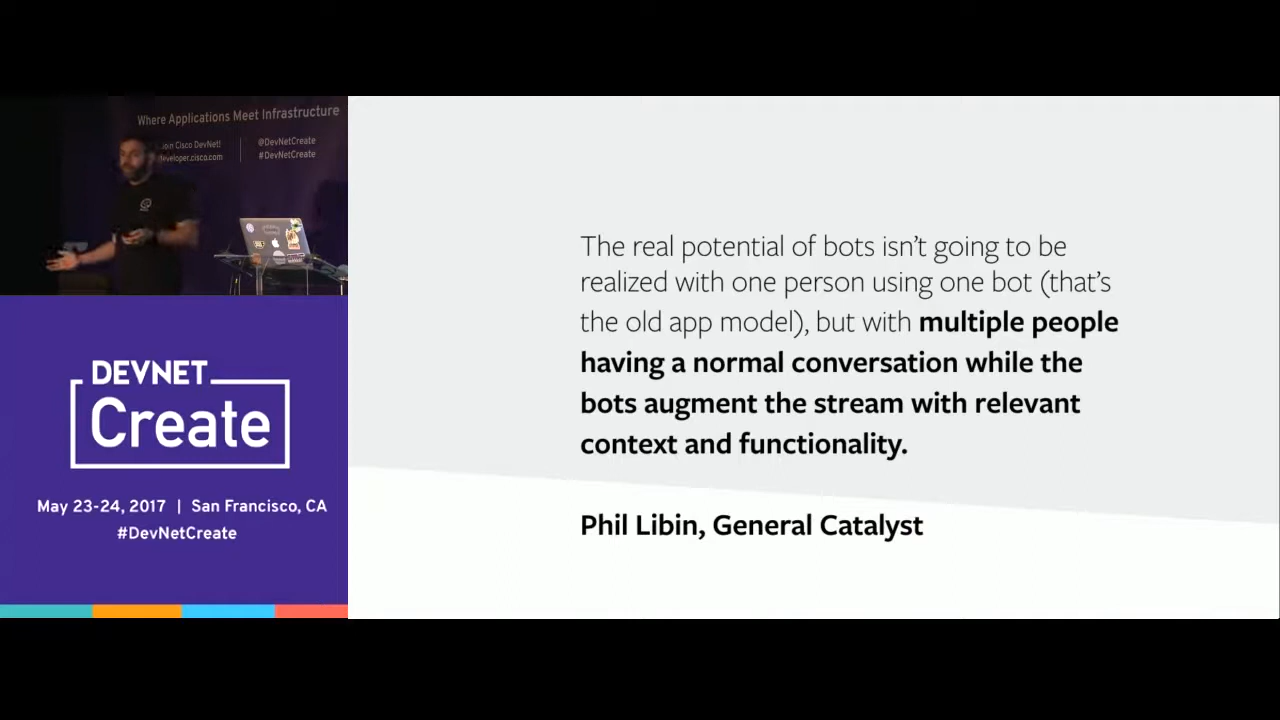 Where Applications Meet Infrastructure
Join Cisco DevNet!
developer.cisco.com
@DevNetCreate
#DevNetCreate
DEVNET
Create
May 23-24, 2017 | San Francisco, CA
#DevNetCreate
The real potential of bots isn't going to be
realized with one person using one bot (that's
the old app model), but with multiple people
having a normal conversation while the
bots augment the stream with relevant
context and functionality.
Phil Libin, General Catalyst